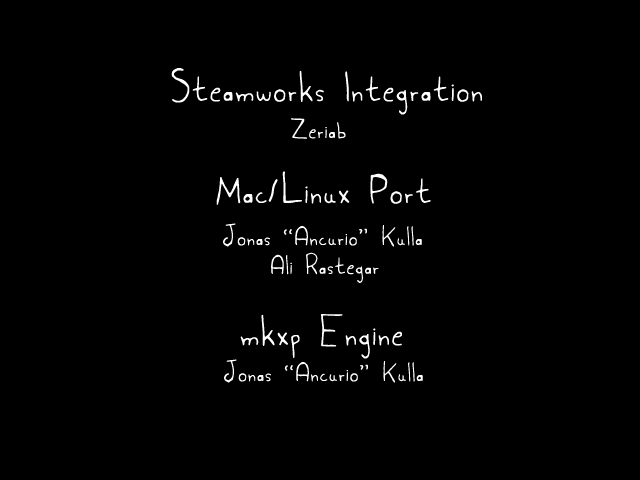 Steamworks Integration
Zeriab
Mac/Linux Port
Jonas “Ancurio” Kulla
Ali Rastegar
mkxp Engine
Jonas “Ancurio” Kulla